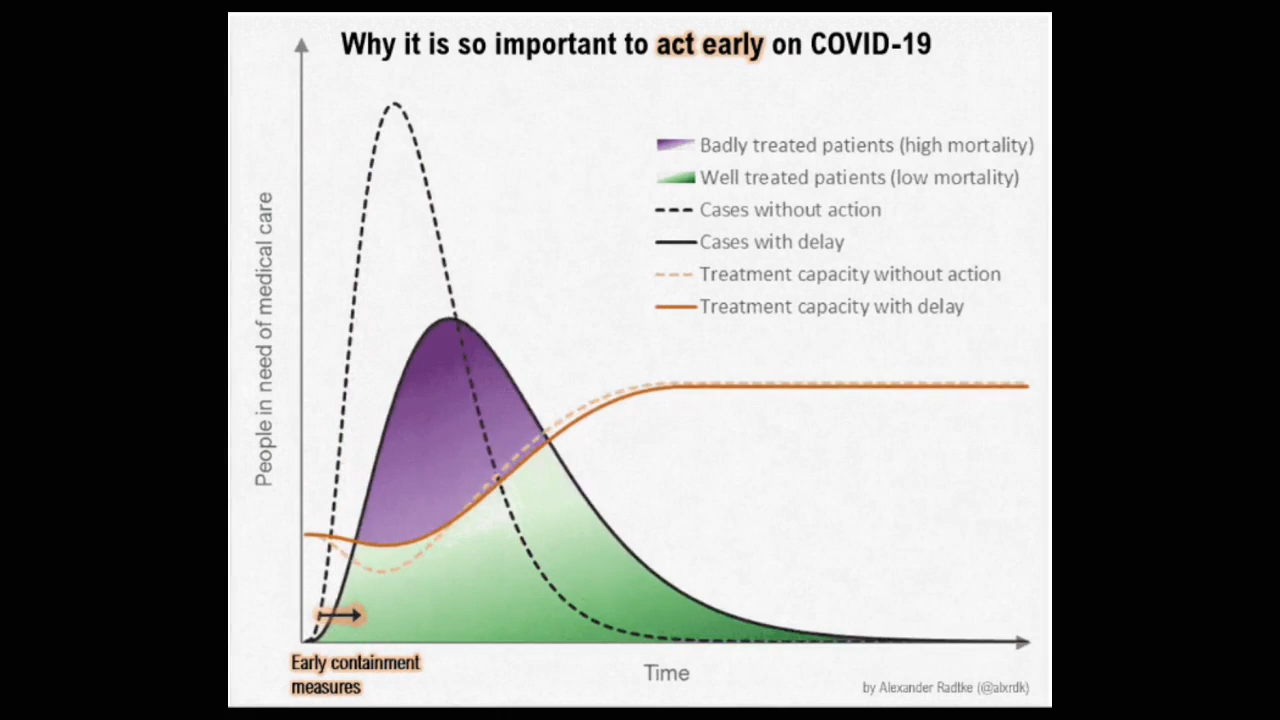 Why it is so important to act early on COVID-19
Badly treated patients (high mortality)
Well treated patients (low mortality)
Cases without action
Cases with delay
Treatment capacity without action
Treatment capacity with delay
People in need of medical care
Early containment
measures
Time
by Alexander Radtke (@alxrdk)